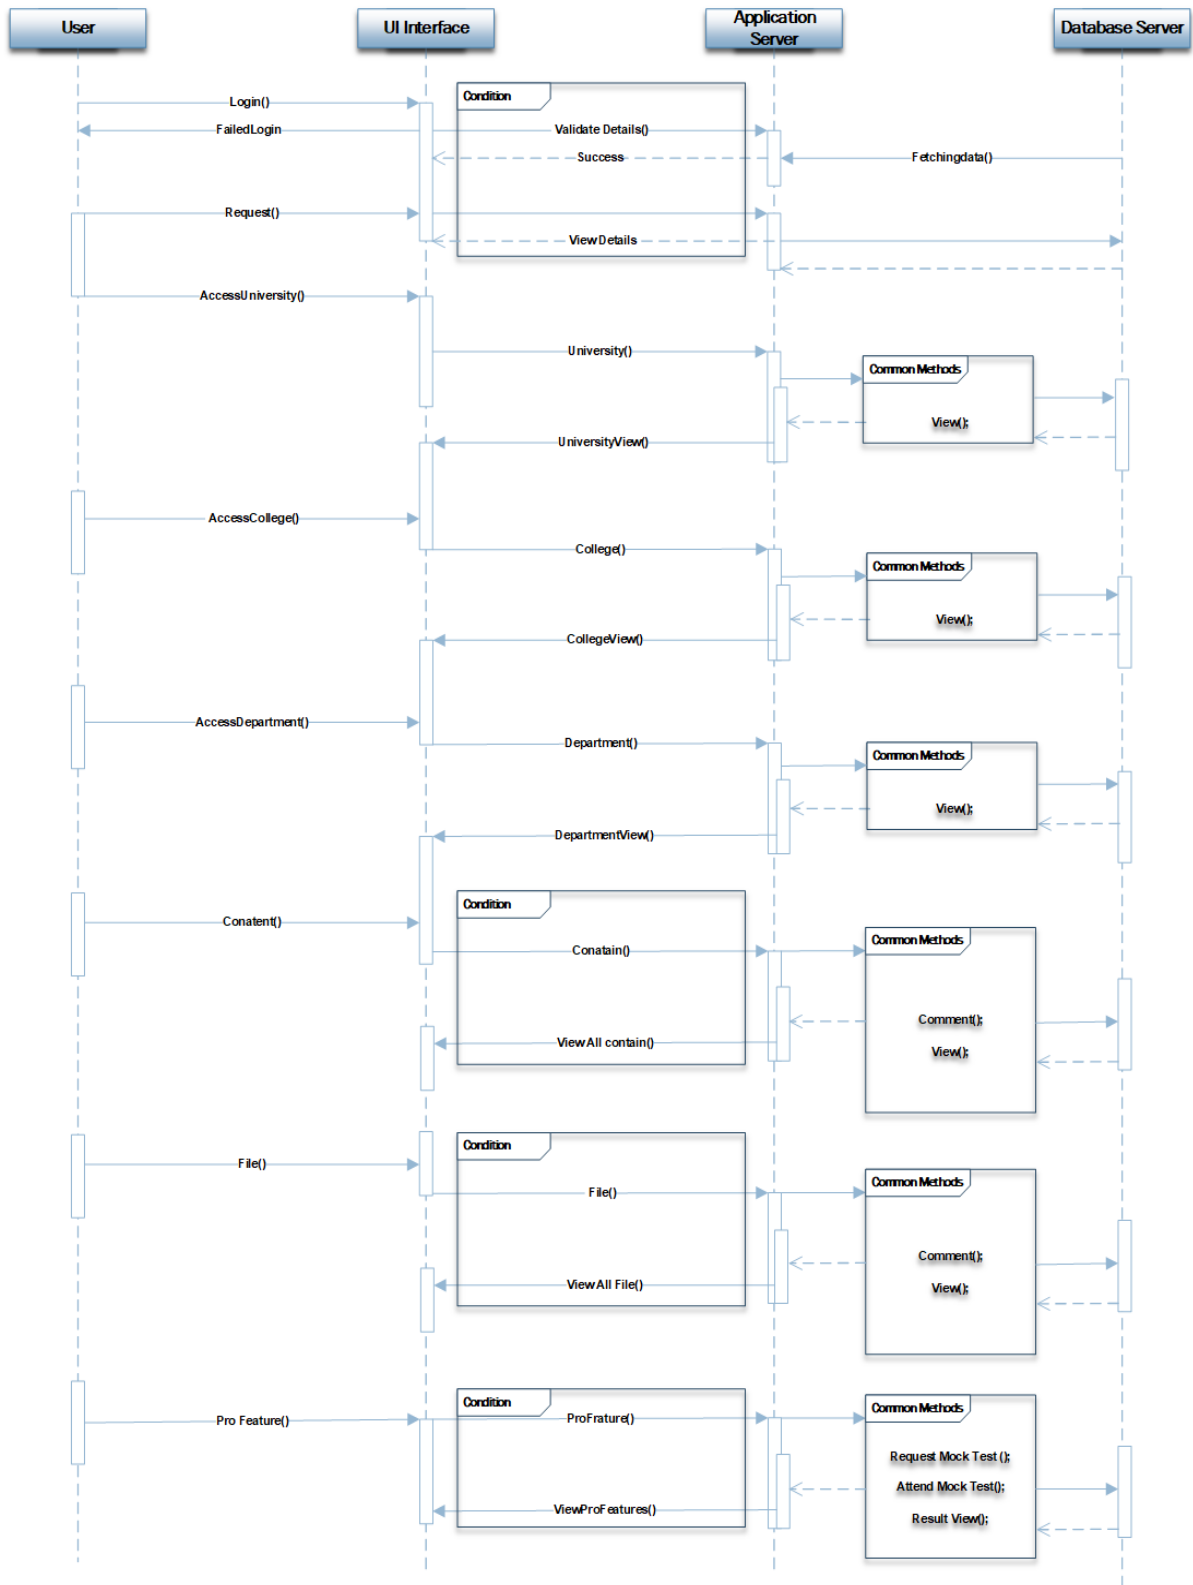 User
UI Interface
Application
Server
Database Server
Condition
Login()
FailedLogin
Validate Details()
Success
Fetchingdata()
Request()
View Details
AccessUniversity()
University()
Common Methods
View();
UniversityView()
AccessCollege()
College()
Common Methods
View();
CollegeView()
AccessDepartment()
Department()
Common Methods
View();
DepartmentView()
Condition
Conatent()
Common Methods
Conatain()
Comment();
View All contain()
View();
Condition
File()
Common Methods
File()
Comment();
View All File()
View();
Condition
Common Methods
Pro Feature()
ProFrature()
Request Mock Test ();
Attend Mock Test();
ViewProFeatures()
Result View();